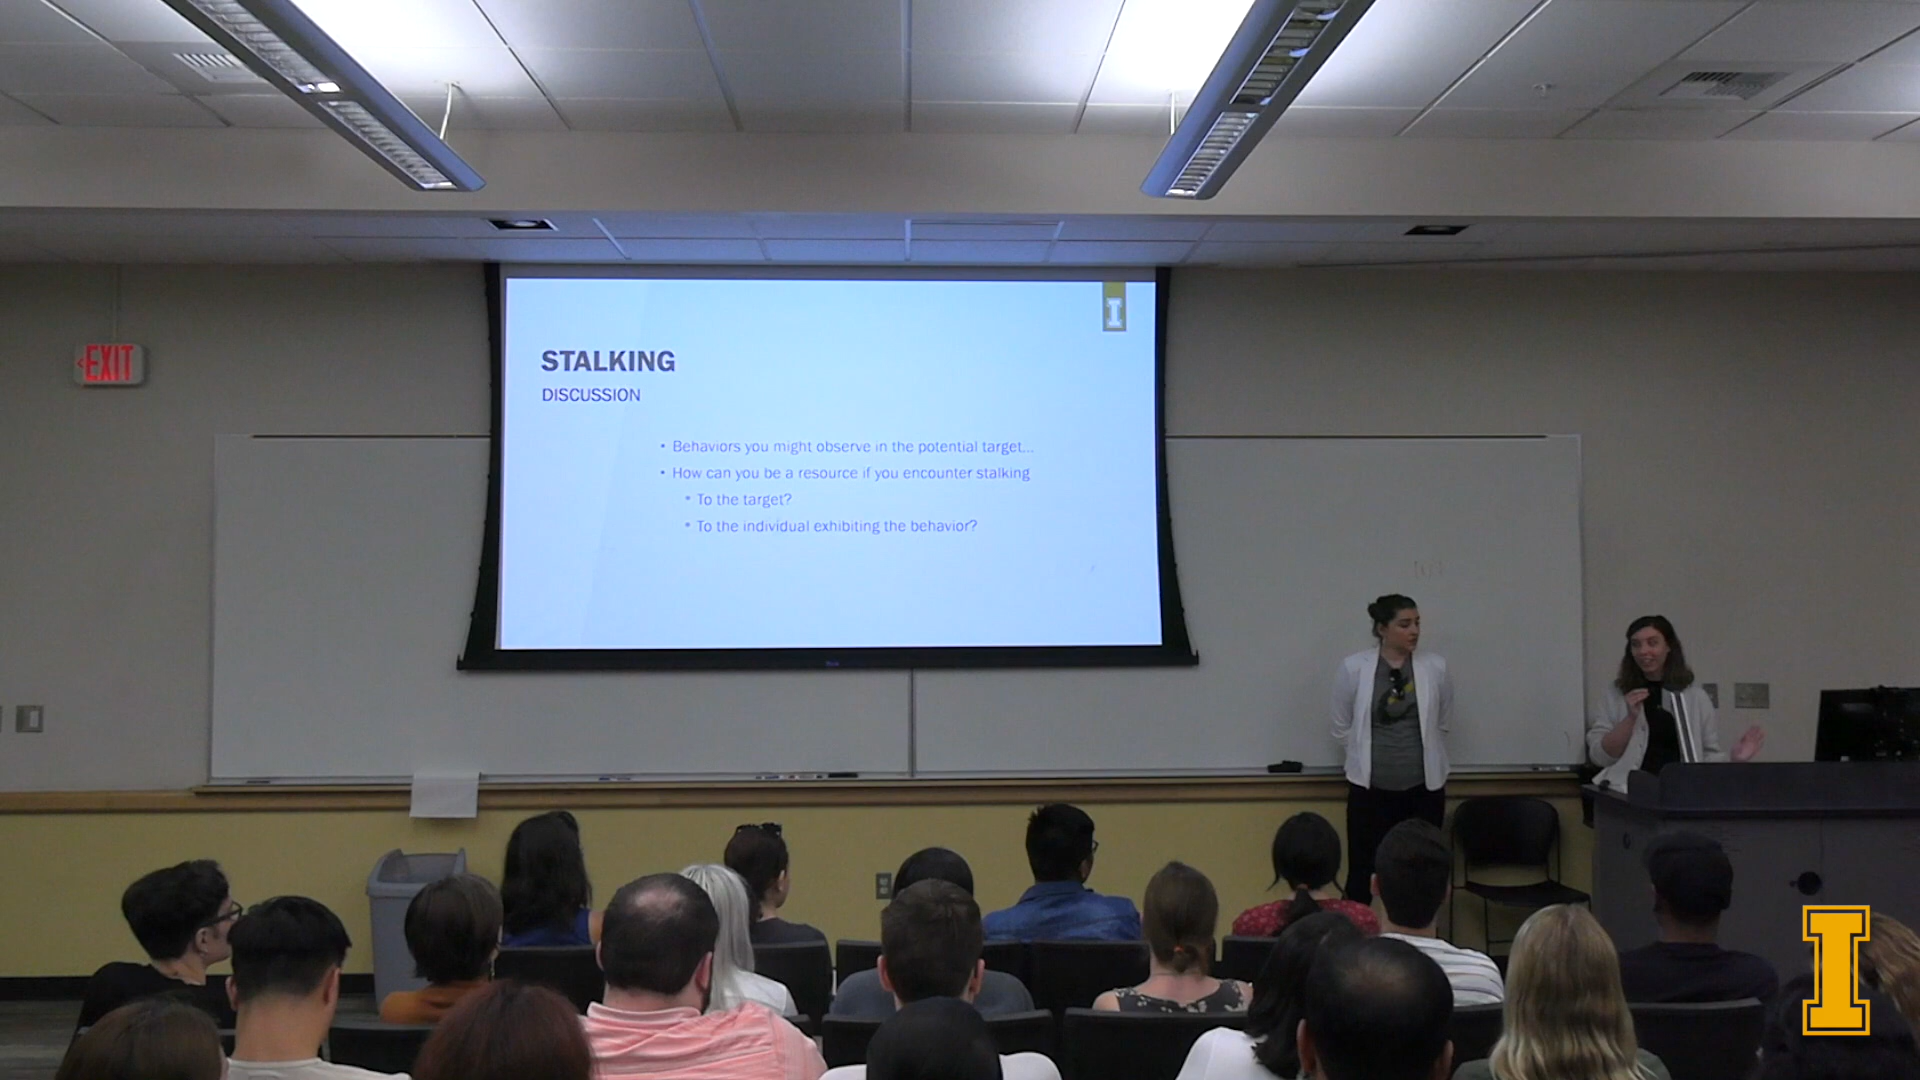 EXIT
I
STALKING
DISCUSSION
• Behaviors you might observe in the potential target...
• How can you be a resource if you encounter stalking
• To the target?
• To the individual exhibiting the behavior?
I